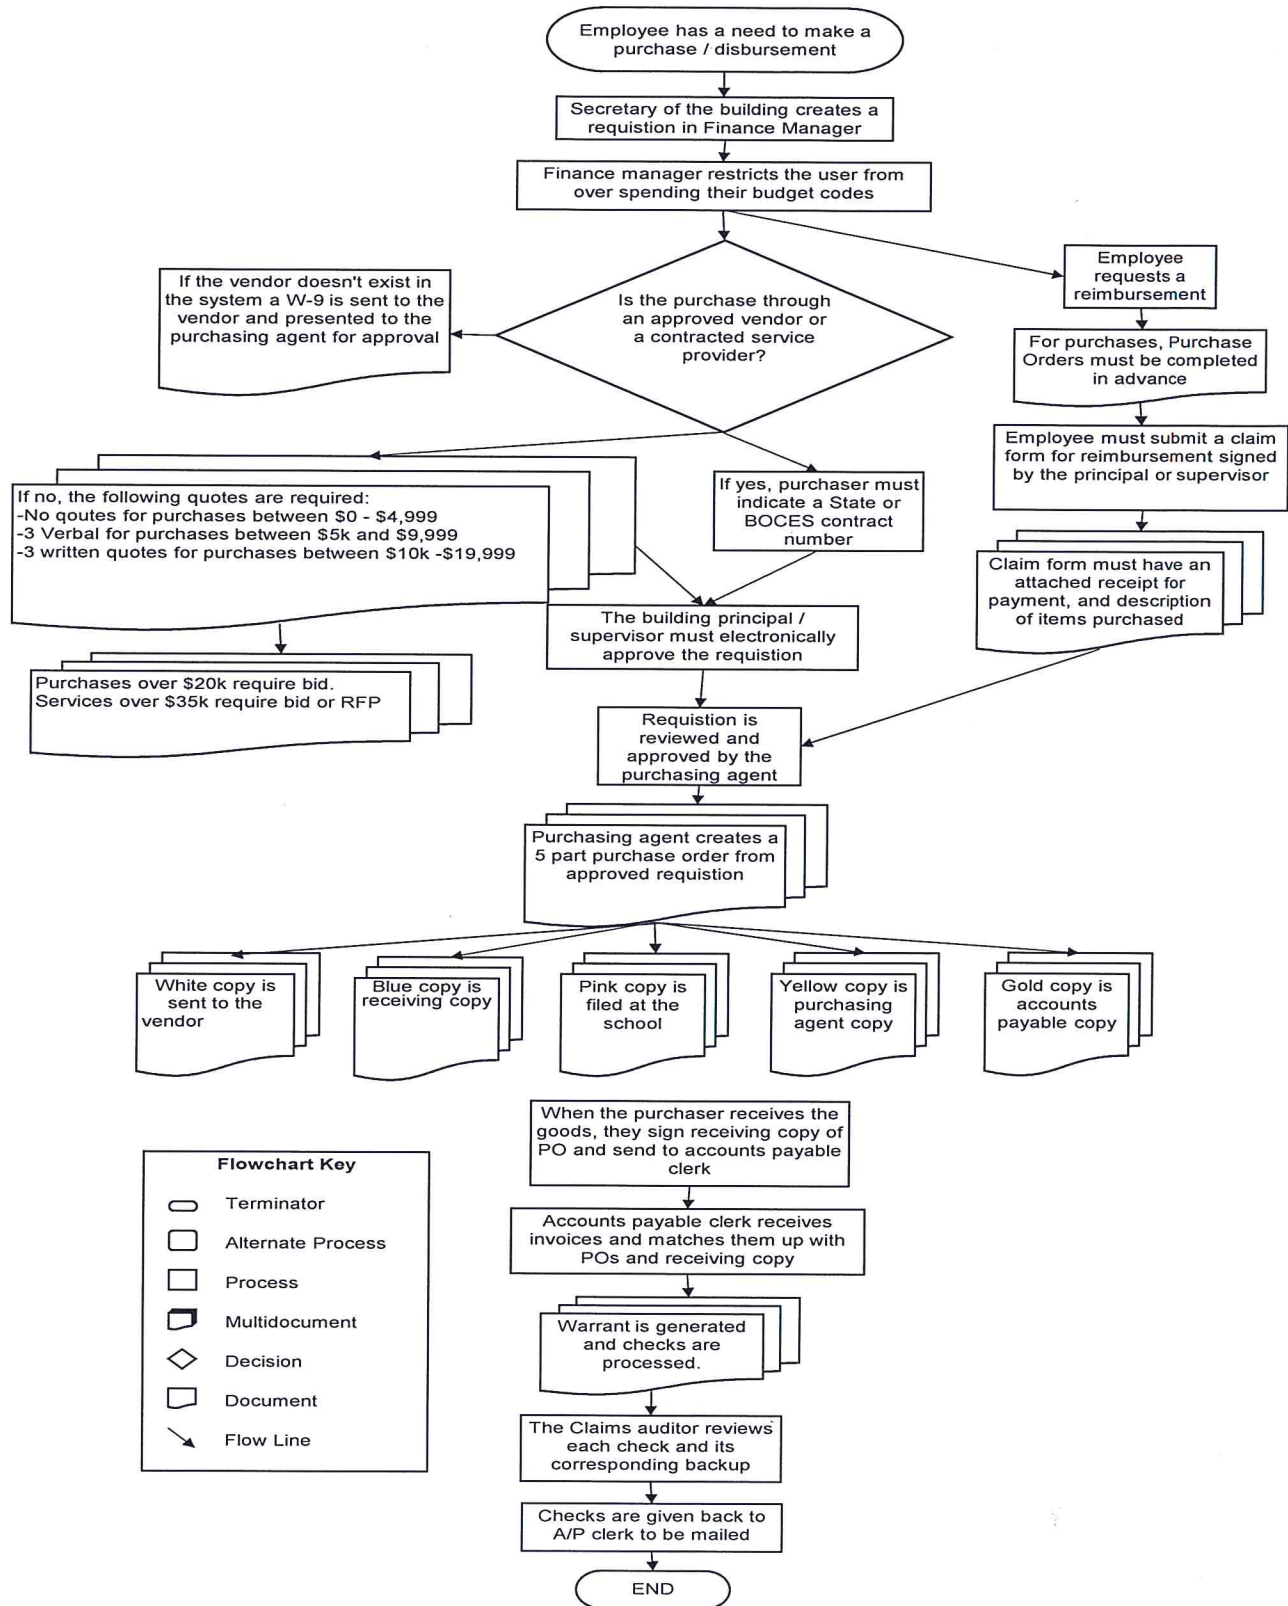 Employee has a need to make a
purchase / disbursement
Secretary of the building creates a
requistion in Finance Manager
Finance manager restricts the user from
over spending their budget codes
If the vendor doesn't exist in
the system a W-9 is sent to the
vendor and presented to the
purchasing agent for approval
Is the purchase through
an approved vendor or
a contracted service
provider?
Employee
requests a
reimbursement
For purchases, Purchase
Orders must be completed
in advance
Employee must submit a claim
form for reimbursement signed
by the principal or supervisor
If no, the following quotes are required:
-No qoutes for purchases between $0 - $4,999
-3 Verbal for purchases between $5k and $9,999
-3 written quotes for purchases between $10k -$19,999
If yes, purchaser must
indicate a State or
BOCES contract
number
Claim form must have an
attached receipt for
payment, and description
of items purchased
The building principal /
supervisor must electronically
approve the requistion
Purchases over $20k require bid.
Services over $35k require bid or RFP
Requistion is
reviewed and
approved by the
purchasing agent
Purchasing agent creates a
5 part purchase order from
approved requistion
White copy is
sent to the
vendor
Blue copy is
receiving copy
Pink copy is
filed at the
school
Yellow copy is
purchasing
agent copy
Gold copy is
accounts
payable copy
When the purchaser receives the
goods, they sign receiving copy of
PO and send to accounts payable
clerk
Flowchart Key
Terminator
Alternate Process
Process
Multidocument
Decision
Document
Flow Line
Accounts payable clerk receives
invoices and matches them up with
POs and receiving copy
Warrant is generated
and checks are
processed.
The Claims auditor reviews
each check and its
corresponding backup
Checks are given back to
A/P clerk to be mailed
END